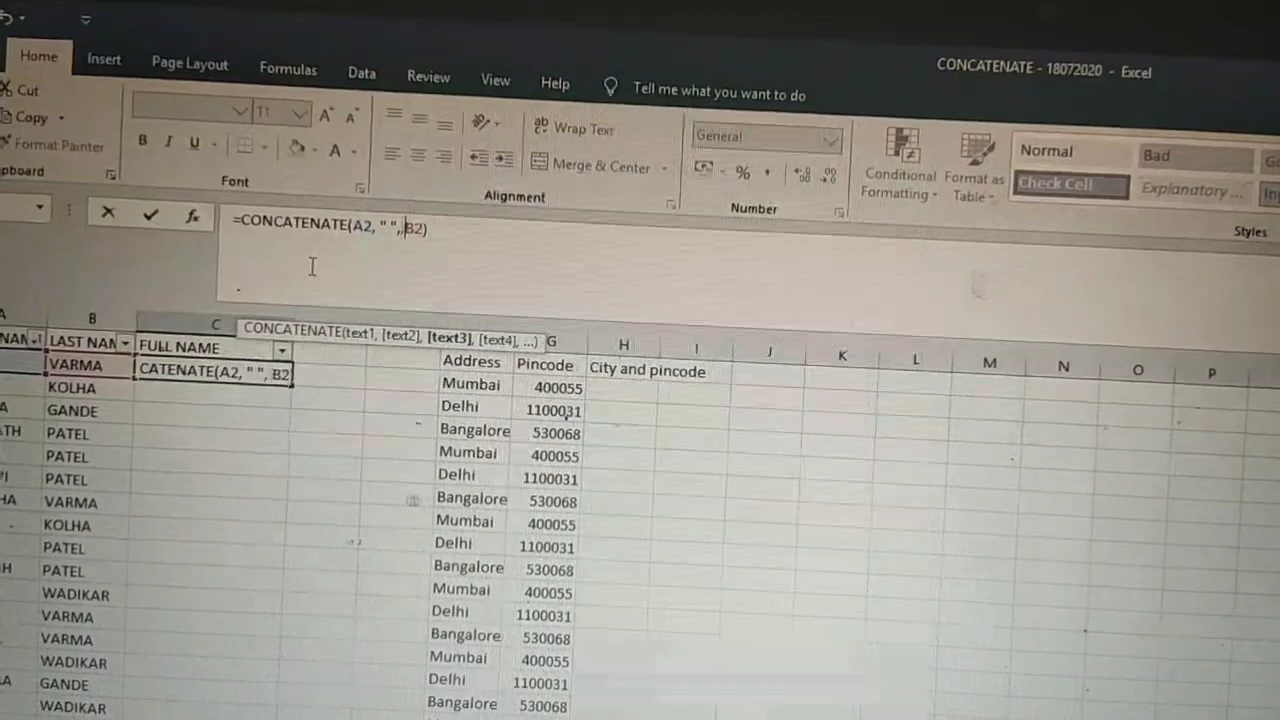 CONCATENATE - 18072020 - Excel
Home Insert Page Layout Formulas Data Review View Help Tell me what you want to do
Cut
Copy
Format Painter
11
B I U
Wrap Text
Merge & Center
General
%
Conditional Formatting
Format as Table
Normal Bad
Check Cell Explanatory ...
Font Alignment Number Styles
=CONCATENATE(A2, " ", B2)
CONCATENATE(text1, [text2], [text3], [text4], ...)
B C G H I J K L M N O P
LAST NAM FULL NAME Address Pincode City and pincode
VARMA CATENATE(A2, " ", B2 Mumbai 400055
KOLHA Delhi 1100031
GANDE Bangalore 530068
PATEL Mumbai 400055
PATEL Delhi 1100031
PATEL Bangalore 530068
VARMA Mumbai 400055
KOLHA Delhi 1100031
PATEL Bangalore 530068
PATEL Mumbai 400055
WADIKAR Delhi 1100031
VARMA Bangalore 530068
VARMA Mumbai 400055
WADIKAR Delhi 1100031
GANDE Bangalore 530068
WADIKAR